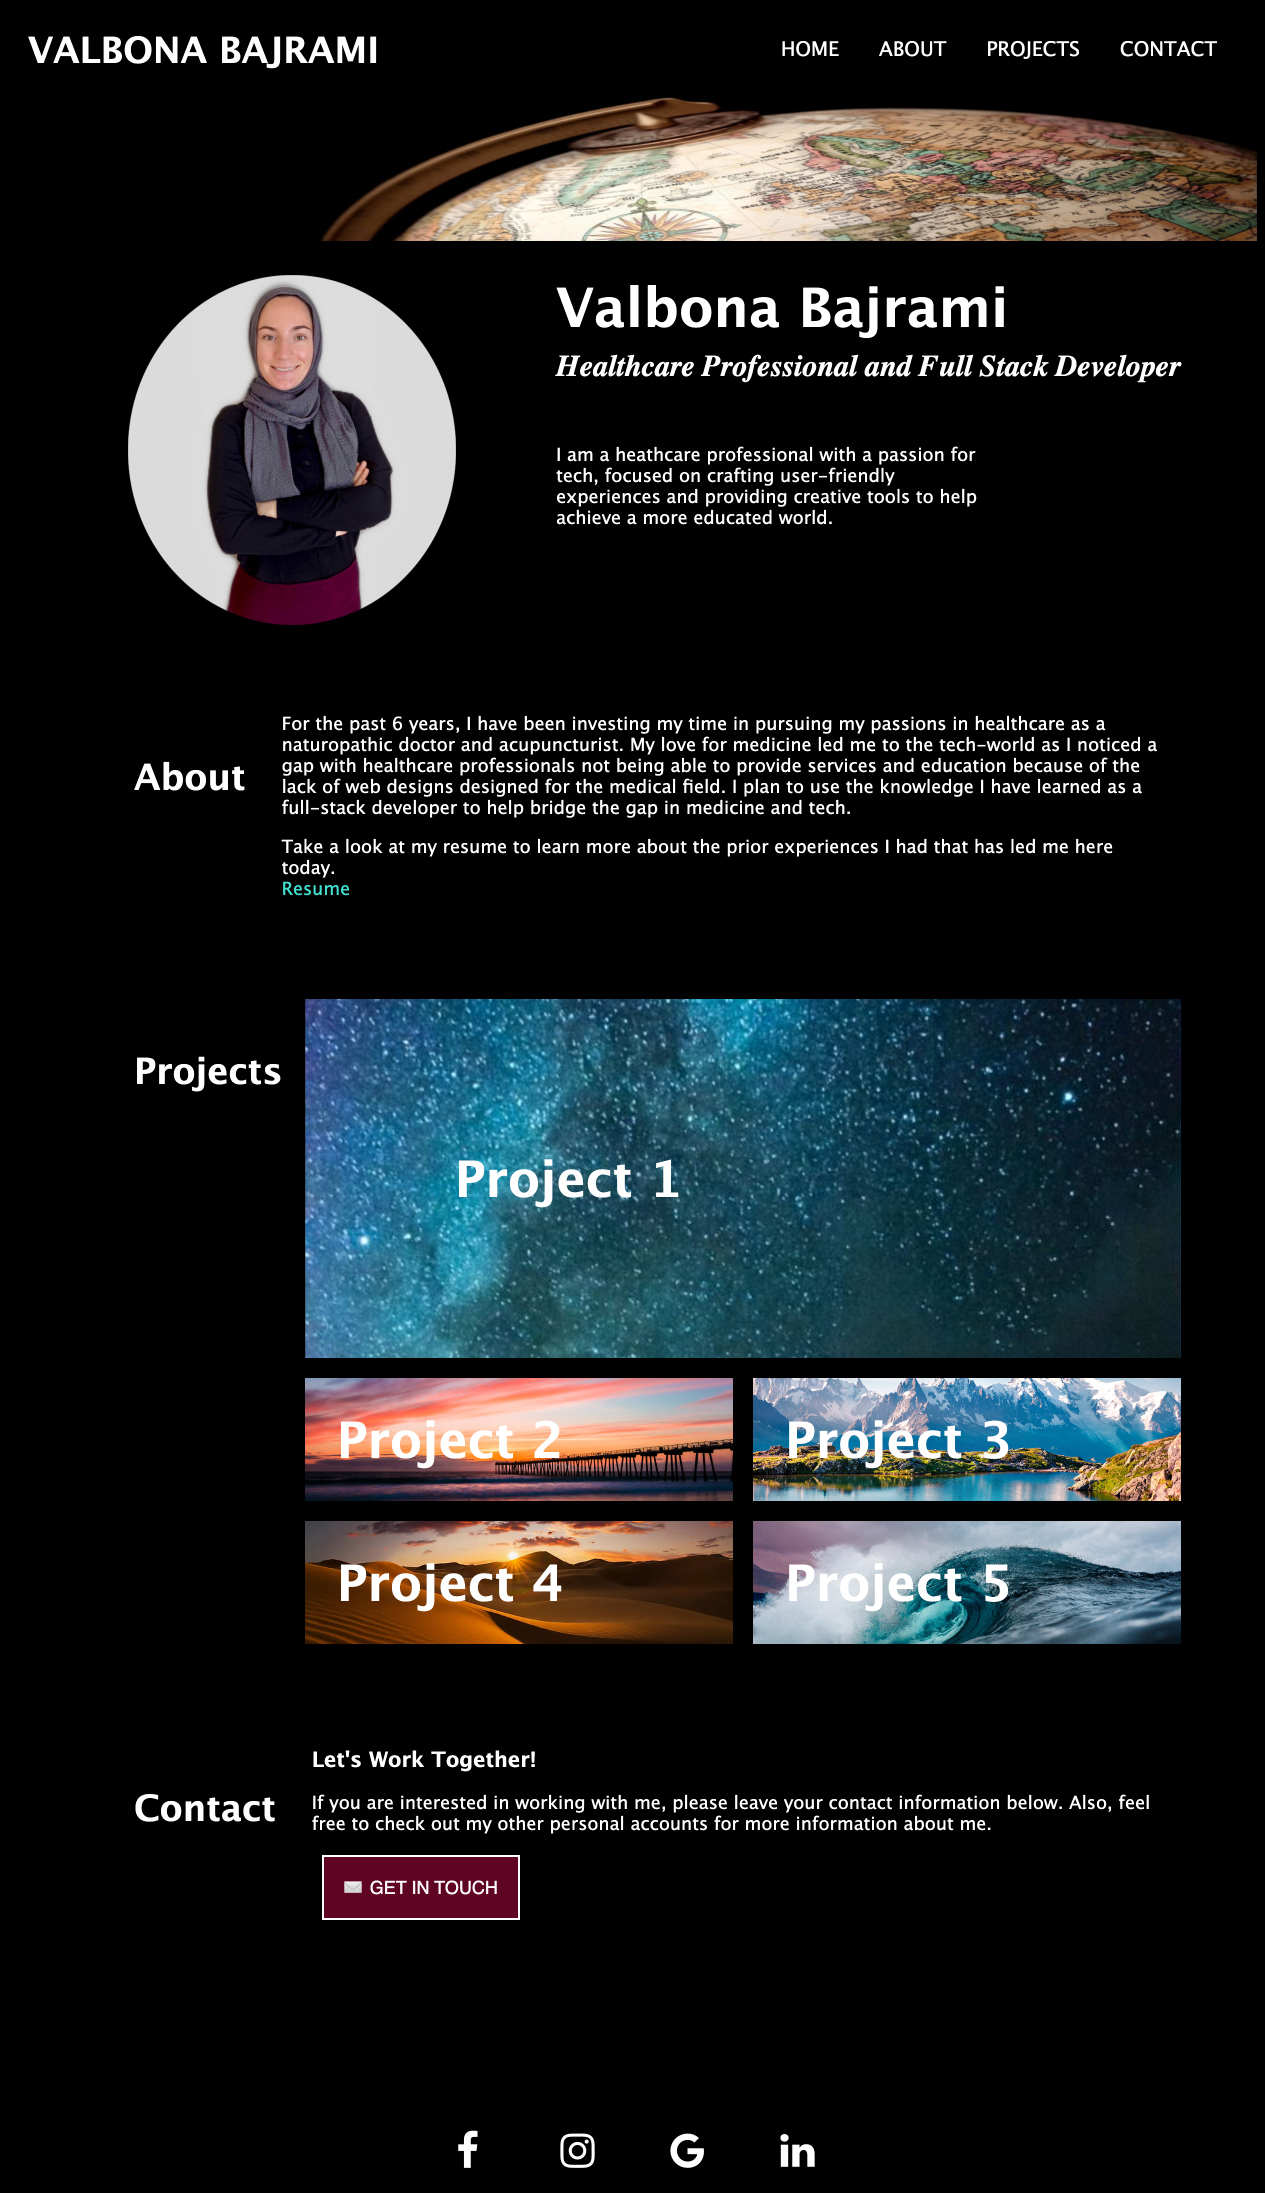 VALBONA BAJRAMI
HOME ABOUT PROJECTS CONTACT
Valbona Bajrami
Healthcare Professional and Full Stack Developer
I am a heathcare professional with a passion for
tech, focused on crafting user-friendly
experiences and providing creative tools to help
achieve a more educated world.
About
For the past 6 years, I have been investing my time in pursuing my passions in healthcare as a
naturopathic doctor and acupuncturist. My love for medicine led me to the tech-world as I noticed a
gap with healthcare professionals not being able to provide services and education because of the
lack of web designs designed for the medical field. I plan to use the knowledge I have learned as a
full-stack developer to help bridge the gap in medicine and tech.
Take a look at my resume to learn more about the prior experiences I had that has led me here
today.
Resume
Projects
Project 1
Project 2
Project 3
Project 4
Project 5
Contact
Let's Work Together!
If you are interested in working with me, please leave your contact information below. Also, feel
free to check out my other personal accounts for more information about me.
GET IN TOUCH